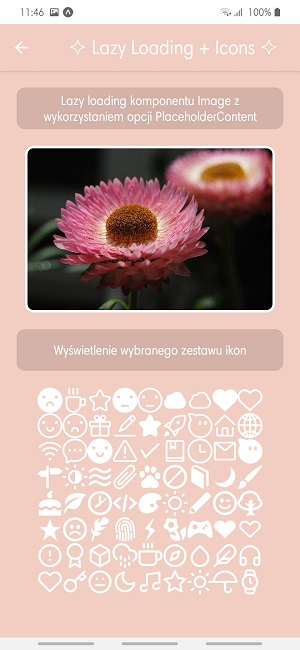 11:46
100%
Lazy Loading + Icons
Lazy loading komponentu Image z
wykorzystaniem opcji PlaceholderContent
Wyświetlenie wybranego zestawu ikon